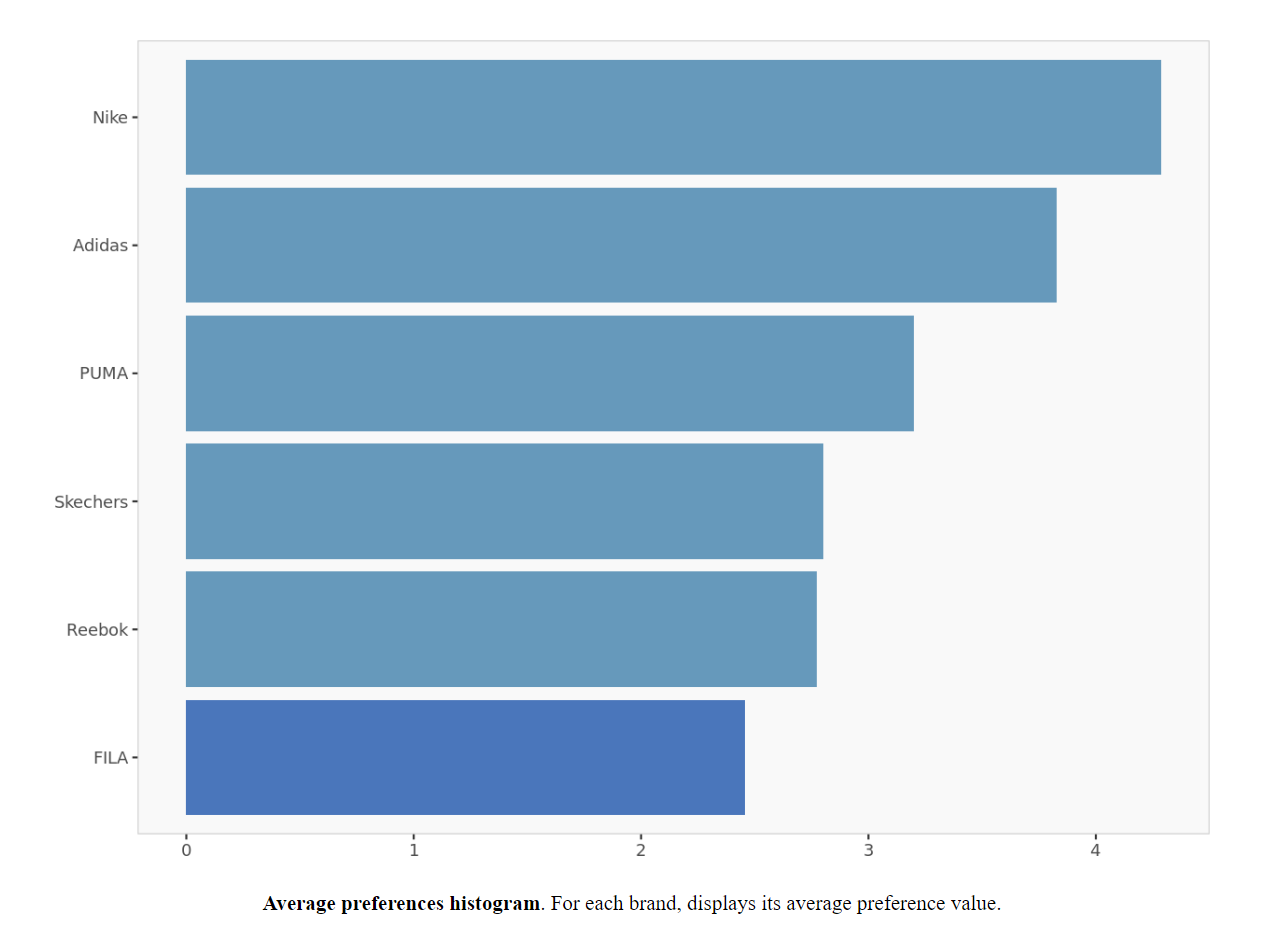 Nike
Adidas
PUMA
Skechers
Reebok
FILA
0 1 2 3 4
Average preferences histogram. For each brand, displays its average preference value.